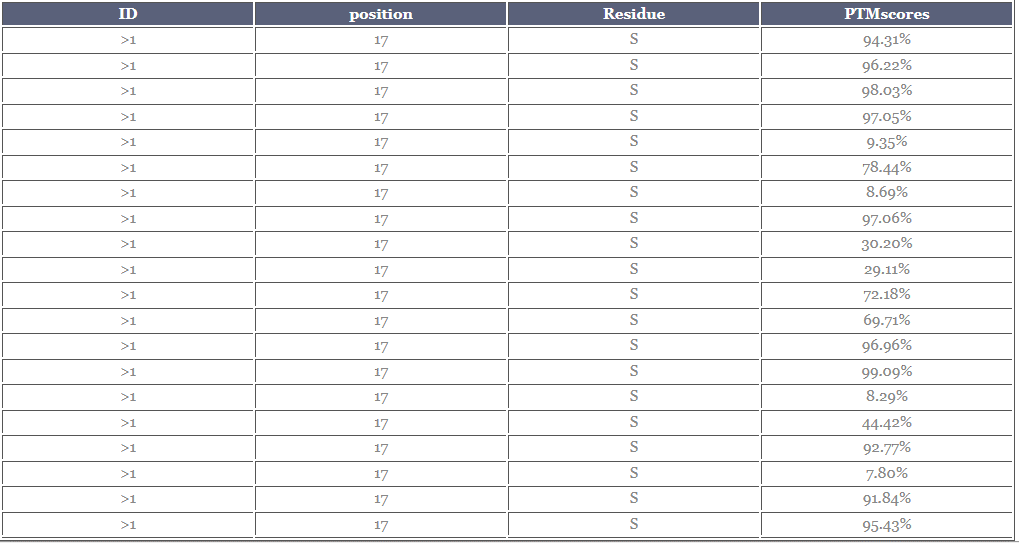 ID position Residue PTMscores
>1 17 S 94.31%
>1 17 S 96.22%
>1 17 S 98.03%
>1 17 S 97.05%
>1 17 S 9.35%
>1 17 S 78.44%
>1 17 S 8.69%
>1 17 S 97.06%
>1 17 S 30.20%
>1 17 S 29.11%
>1 17 S 72.18%
>1 17 S 69.71%
>1 17 S 96.96%
>1 17 S 99.09%
>1 17 S 8.29%
>1 17 S 44.42%
>1 17 S 92.77%
>1 17 S 7.80%
>1 17 S 91.84%
>1 17 S 95.43%